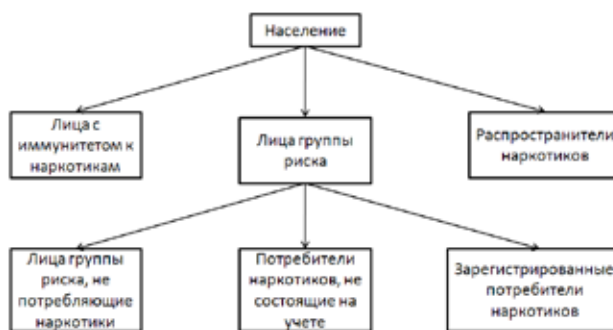 Население
Лица с
иммунитетом к
наркотикам
Лица группы
риска
Распространители
наркотиков
Лица группы
риска, не
потребляющие
наркотики
Потребители
наркотиков, не
состоящие на
учете
Зарегистрированные
потребители
наркотиков